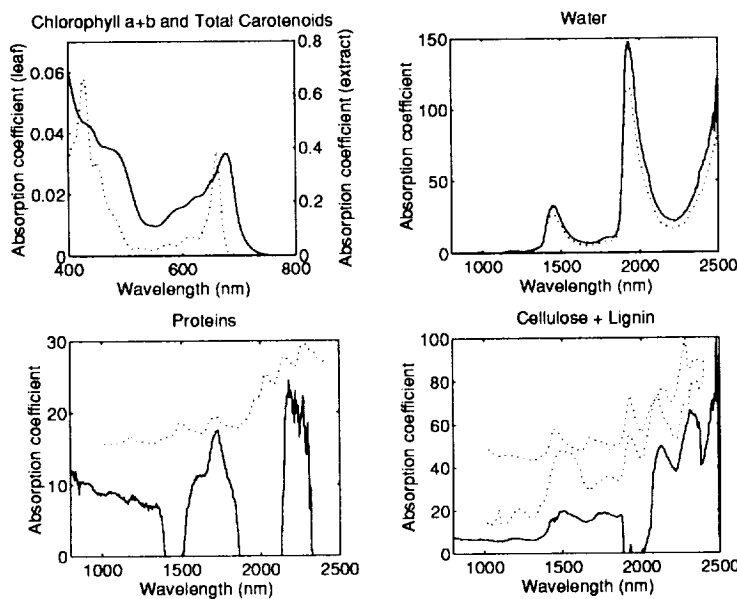 Chlorophyll a+b and Total Carotenoids
Absorption coefficient (leaf)
0.06
0.04
0.02
0
0.8
0.6
0.4
0.2
0
Absorption coefficient (extract)
400
600
800
Wavelength (nm)
Water
Absorption coefficient
150
100
50
0
1000
1500
2000
2500
Wavelength (nm)
Proteins
Absorption coefficient
30
20
10
0
1000
1500
2000
2500
Wavelength (nm)
Cellulose + Lignin
Absorption coefficient
100
80
60
40
20
0
1000
1500
2000
2500
Wavelength (nm)